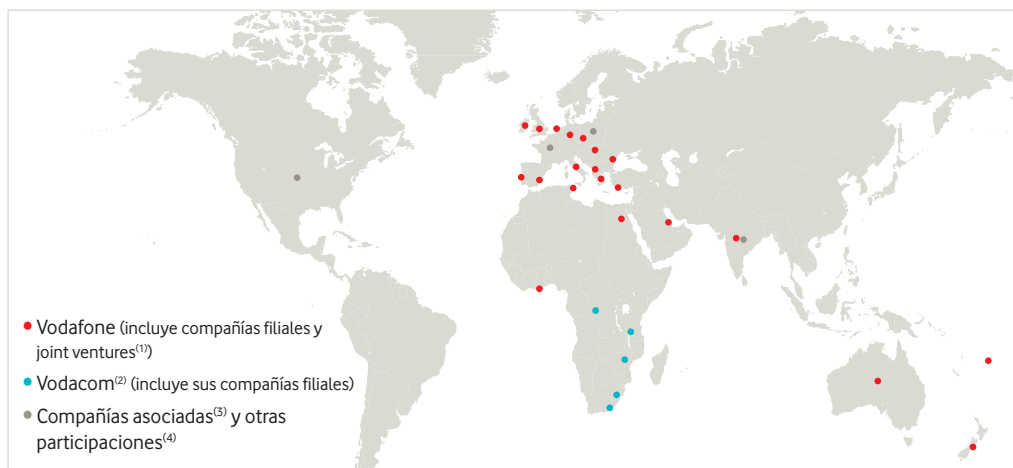 Vodafone (incluye compañías filiales y
joint ventures(1))
Vodacom(2) (incluye sus compañías filiales)
Compañías asociadas(3) y otras
participaciones(4)